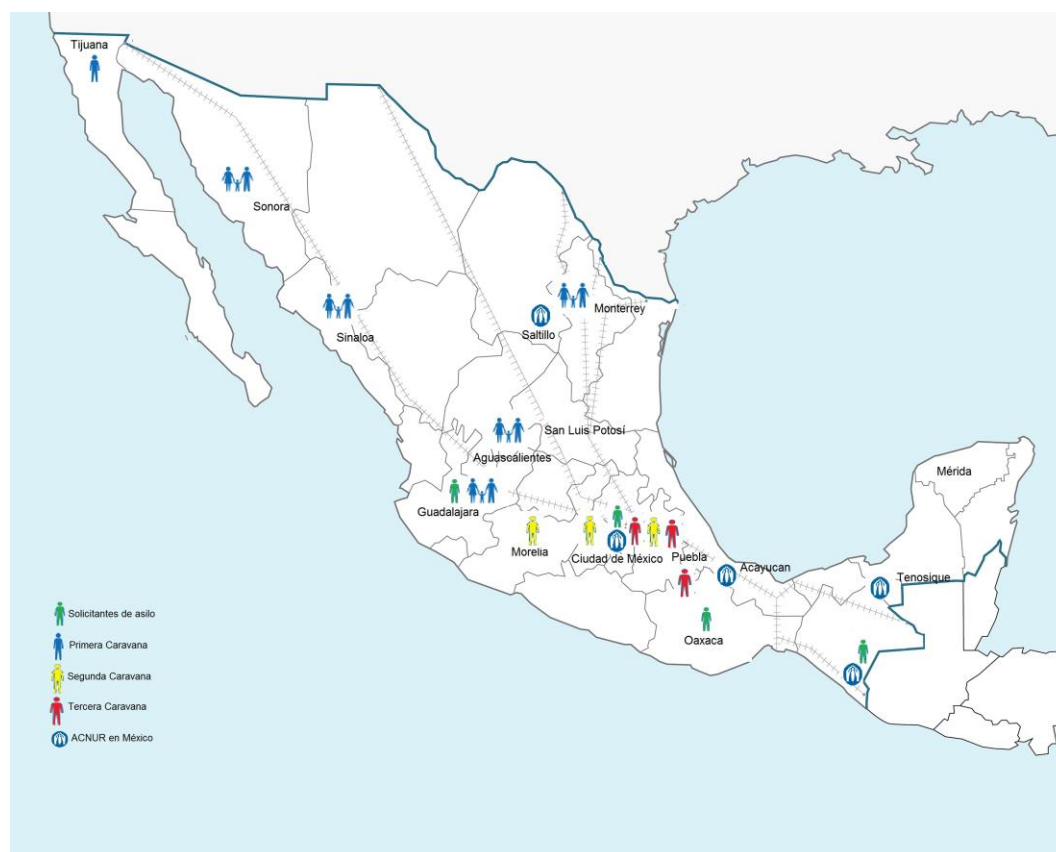 Tijuana
Sonora
Sinaloa
Monterrey
Saltillo
San Luis Potosí
Aguascalientes
Guadalajara
Mérida
Morelia
Ciudad de México
Puebla
Acayucan
Tenosique
Oaxaca
Solicitantes de asilo
Primera Caravana
Segunda Caravana
Tercera Caravana
ACNUR en México